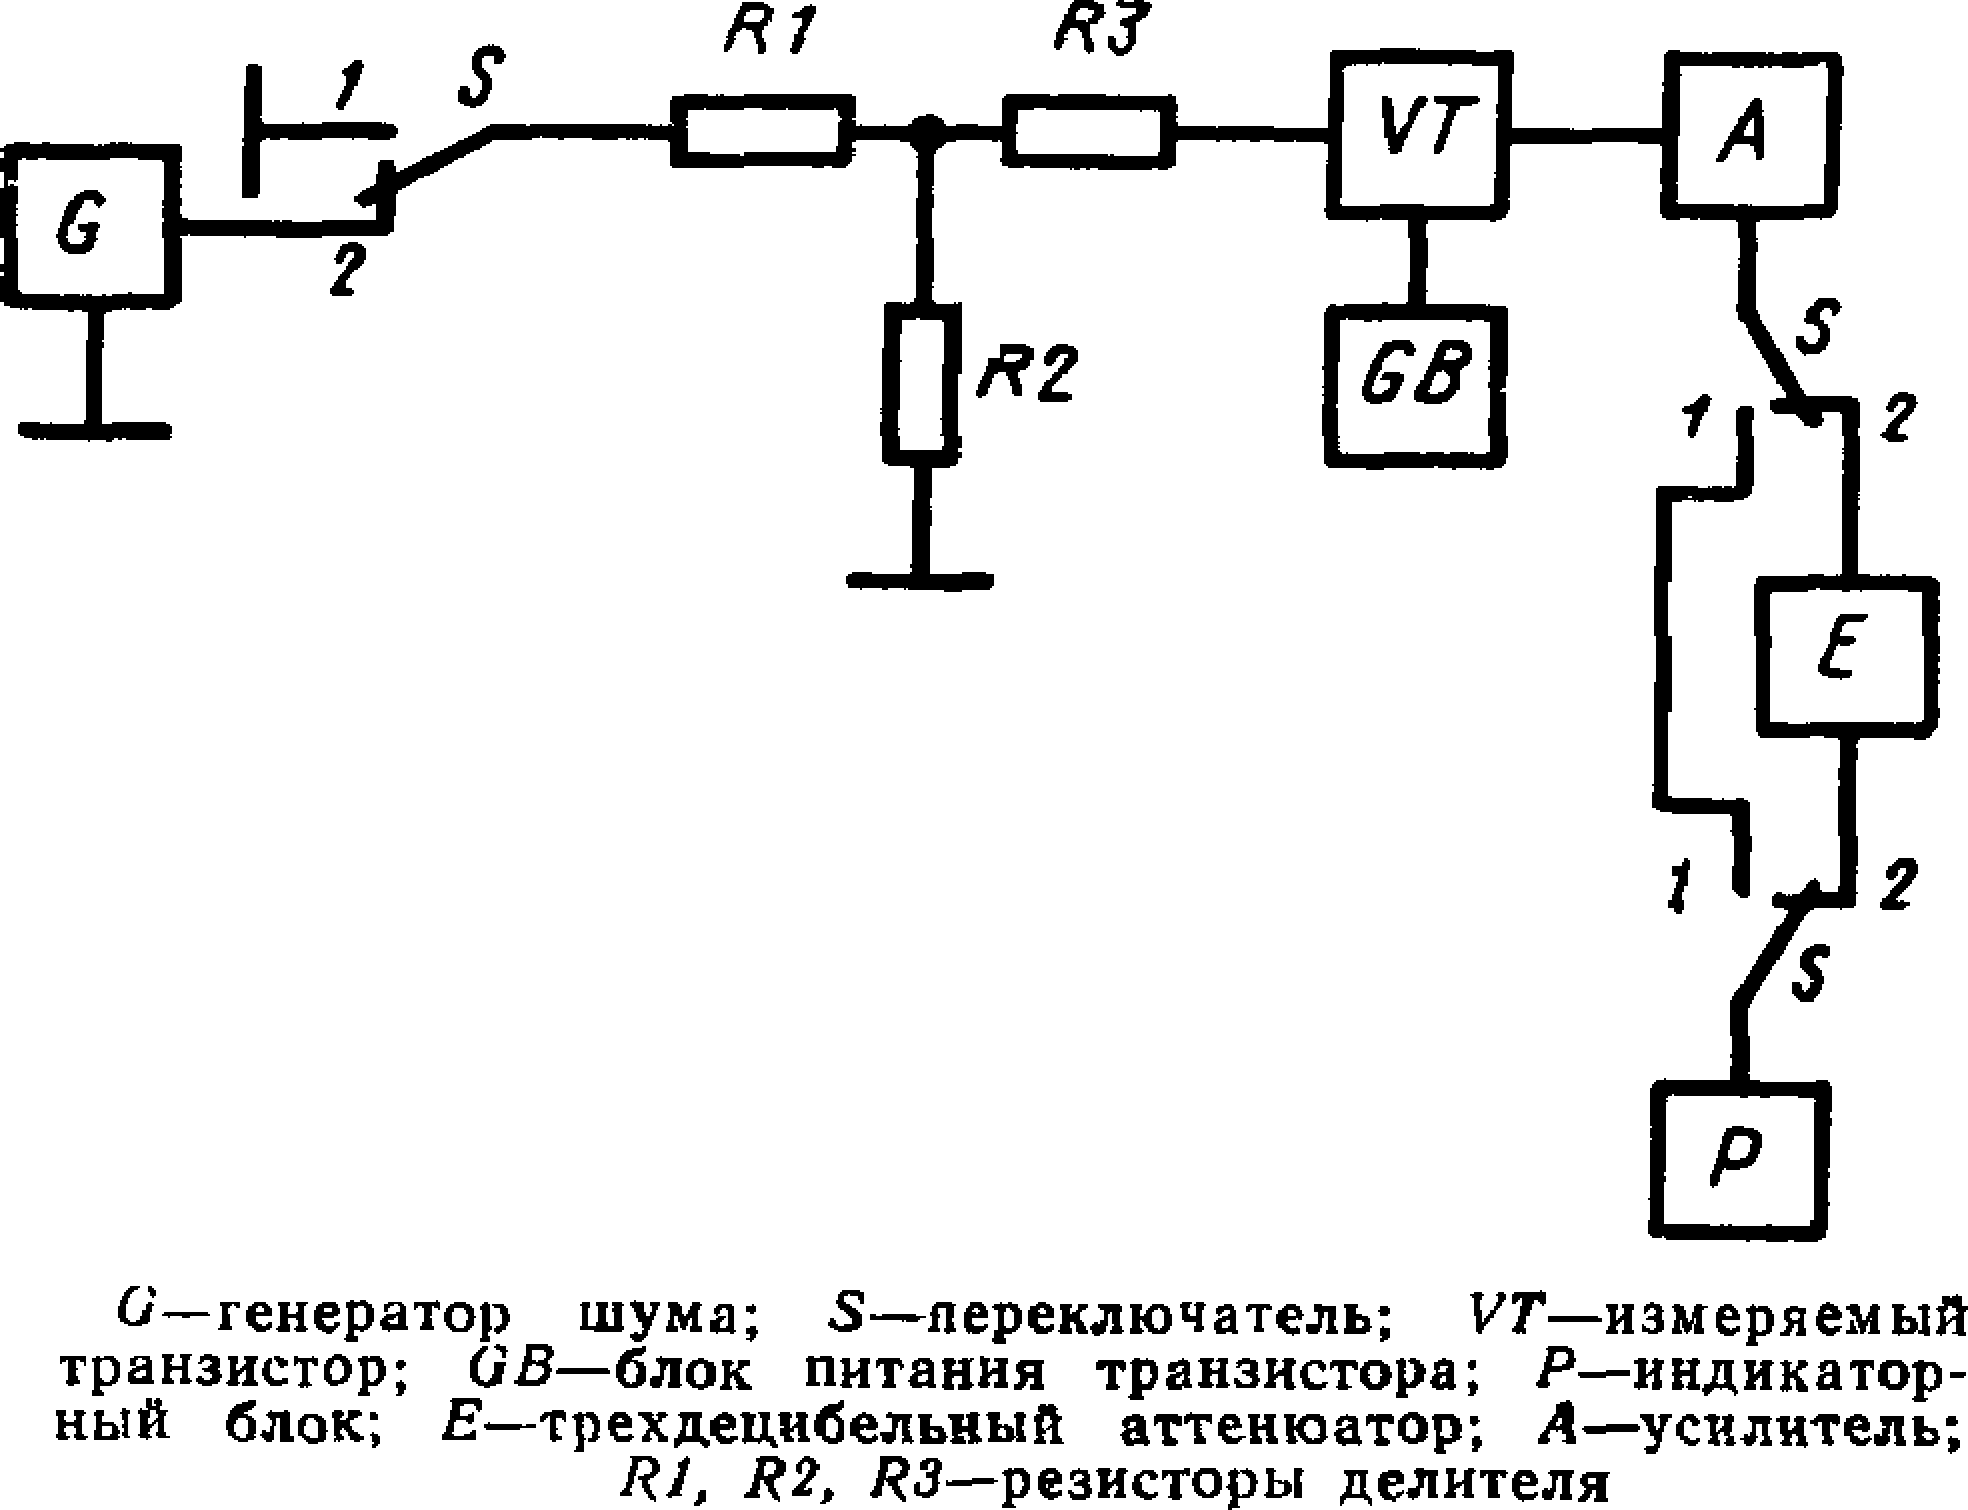 R1
R3
1
S
VT
A
G
2
R2
GB
S
1
2
E
1
2
S
P
G—генератор шума; S—переключатель; VT—измеряемый
транзистор; GB—блок питания транзистора; P—индикатор-
ный блок; E—трехдецибельный аттенюатор; A—усилитель;
R1, R2, R3—резисторы делителя